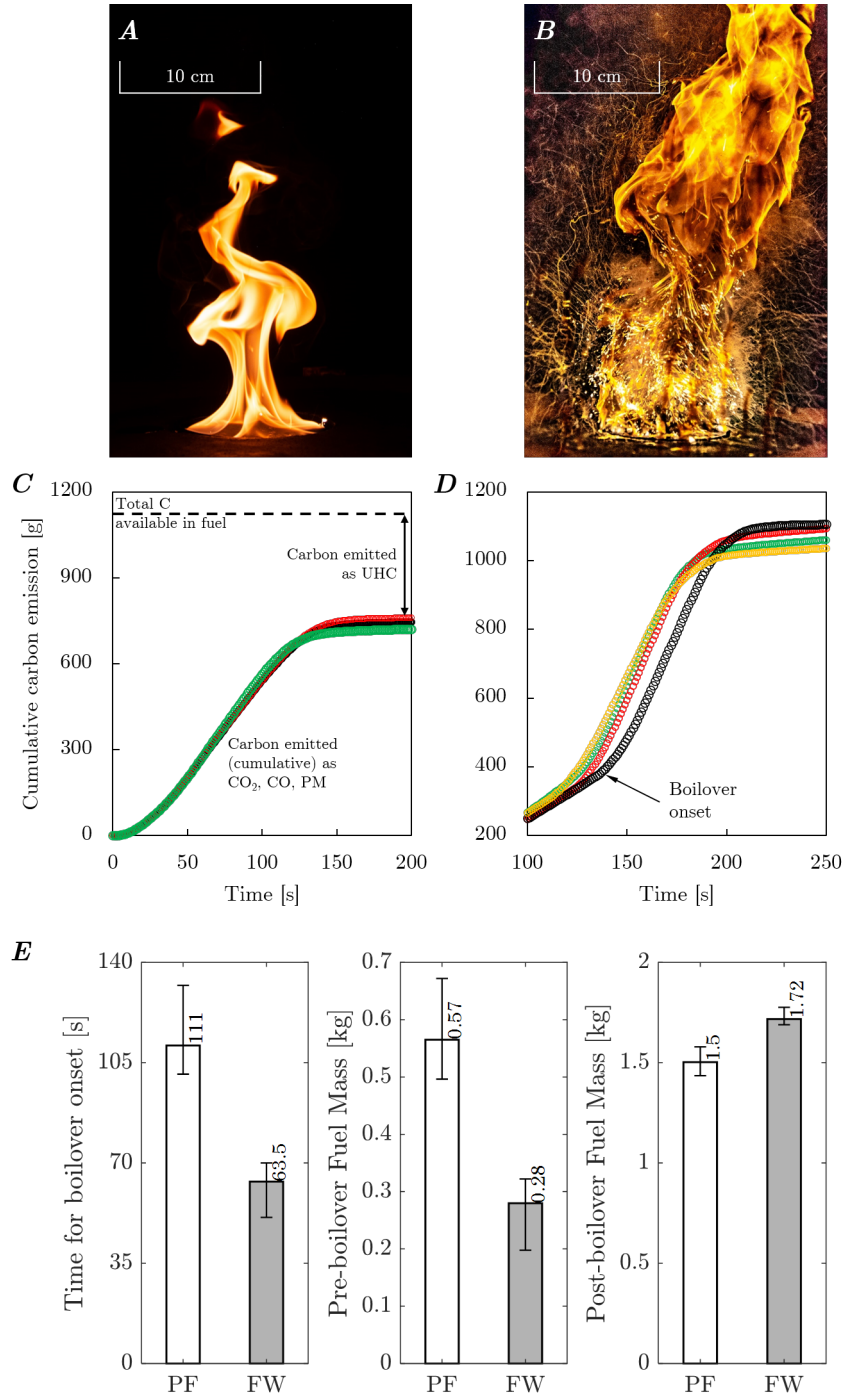 A
10 cm
B
10 cm
C
Cumulative carbon emission [g]
1200
900
600
300
0
Total C
available in fuel
Carbon emitted
as UHC
Carbon emitted
(cumulative) as
CO₂, CO, PM
0
50
100
150
200
Time [s]
D
1200
1000
800
600
400
200
Boilover
onset
100
150
200
250
Time [s]
E
Time for boilover onset [s]
140
105
70
35
0
111
63.5
PF
FW
Pre-boilover Fuel Mass [kg]
0.7
0.6
0.5
0.4
0.3
0.2
0.1
0
0.57
0.28
PF
FW
Post-boilover Fuel Mass [kg]
2
1.5
1
0.5
0
1.5
1.72
PF
FW